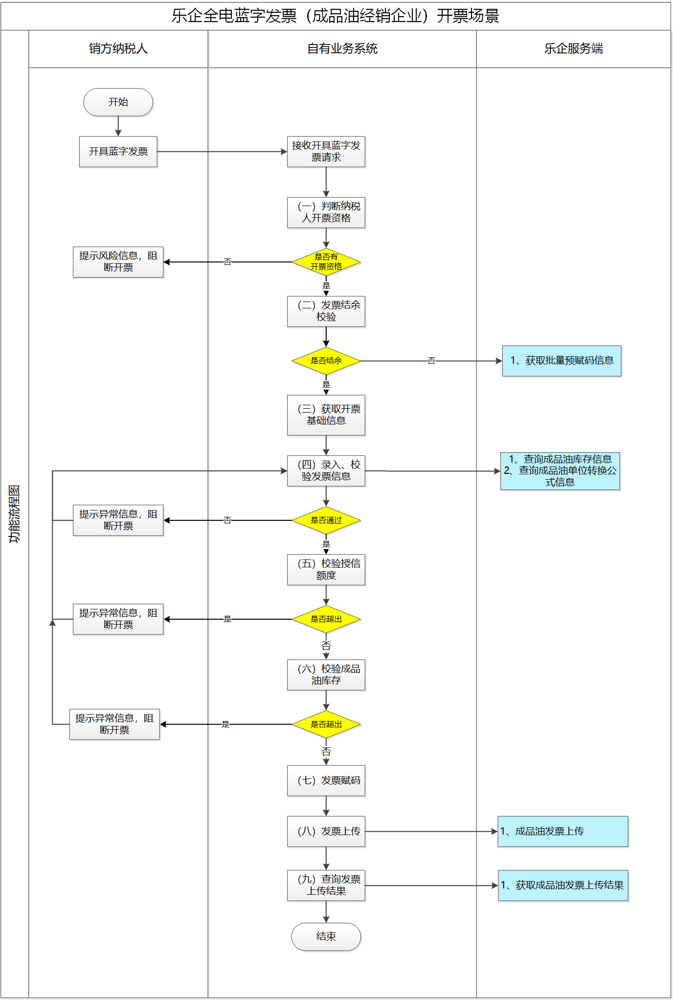 乐企全电蓝字发票（成品油经销企业）开票场景
销方纳税人
自有业务系统
乐企服务端
功能流程图
开始
开具蓝字发票
接收开具蓝字发
票请求
（一）判断纳税
人开票资格
是否有
开票资格
否
提示风险信息，阻
断开票
是
（二）发票结余
校验
是否结余
否
1、获取批量预赋码信息
是
（三）获取开票
基础信息
（四）录入、校
验发票信息
1、查询成品油库存信息
2、查询成品油单位转换公
式信息
是否通过
否
提示异常信息，阻
断开票
是
（五）校验授信
额度
是否超出
是
提示异常信息，阻
断开票
否
（六）校验成品
油库存
是否超出
是
提示异常信息，阻
断开票
否
（七）发票赋码
（八）发票上传
1、成品油发票上传
（九）查询发票
上传结果
1、获取成品油发票上传结果
结束